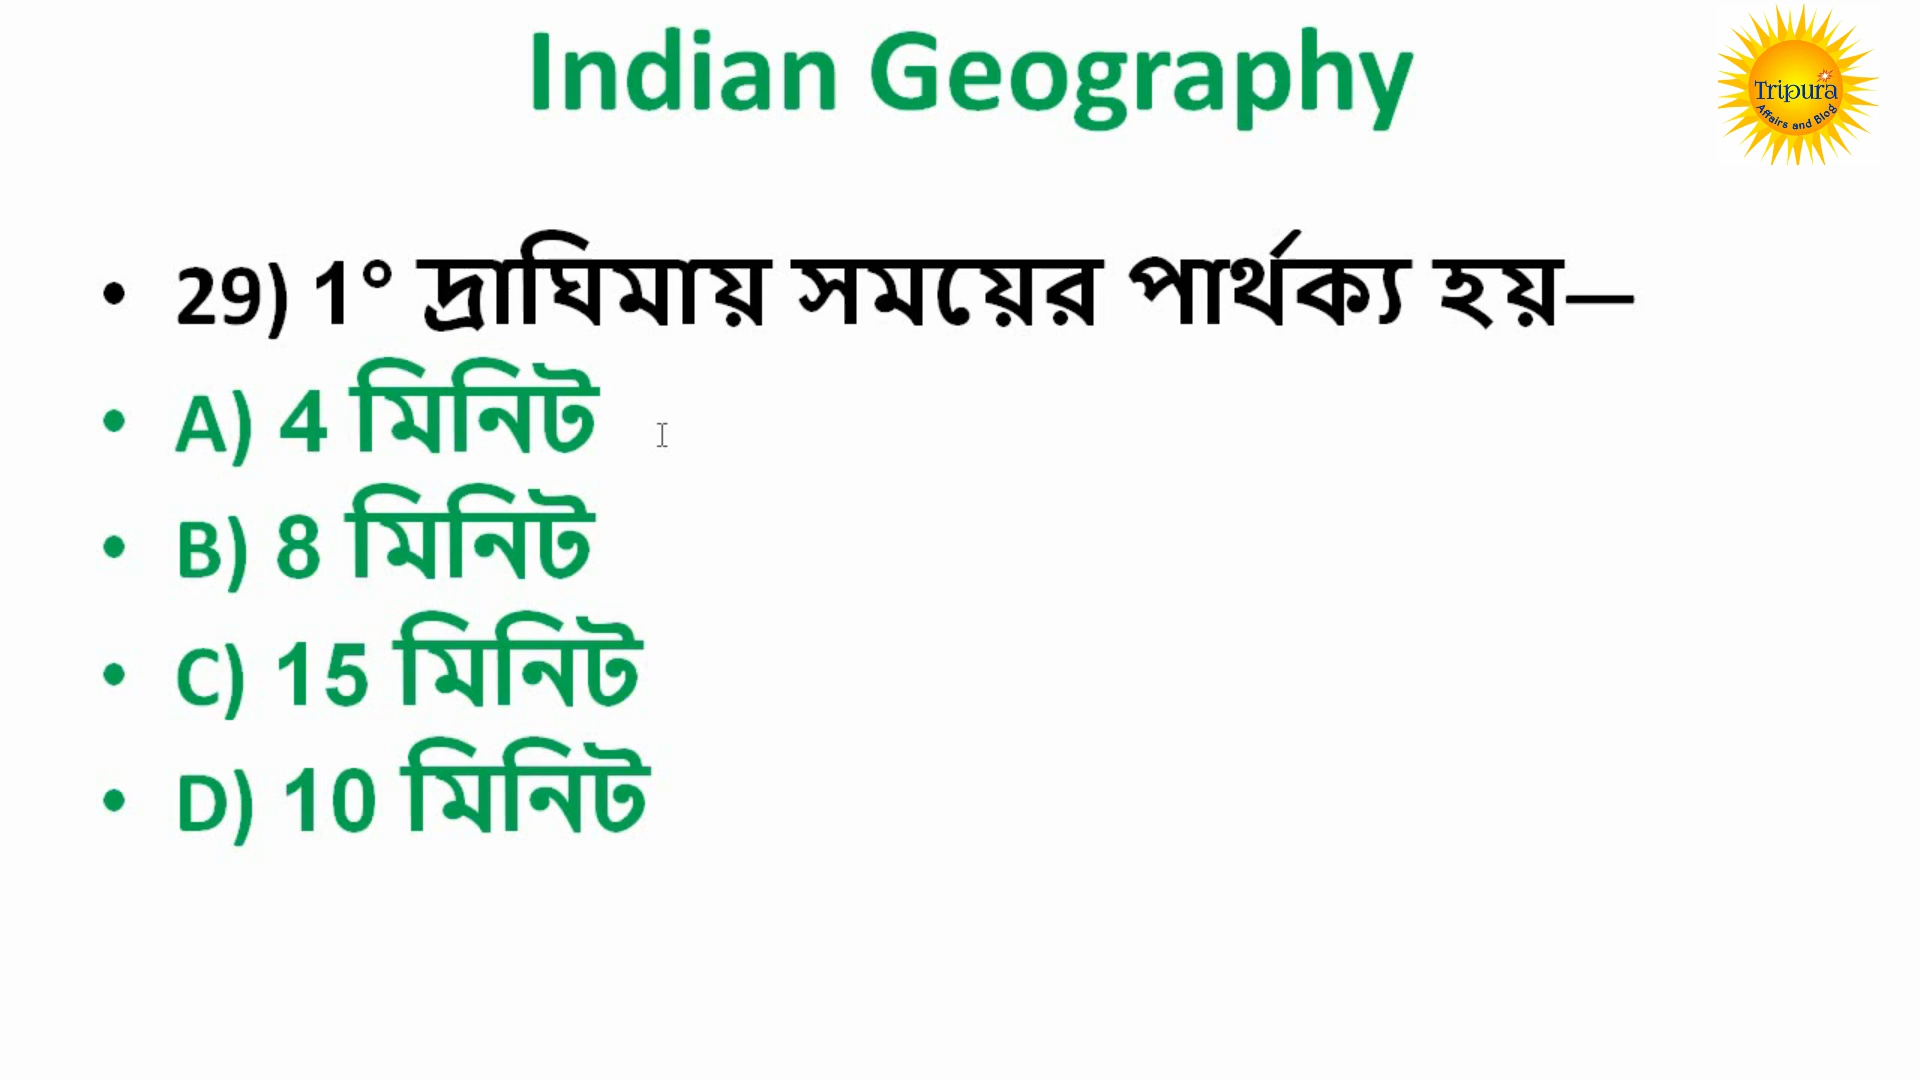 Indian Geography
Tripura
Affairs and Blog
• 29) 1° দ্রাঘিমায় সময়ের পার্থক্য হয়—
• A) 4 মিনিট
• B) 8 মিনিট
• C) 15 মিনিট
• D) 10 মিনিট